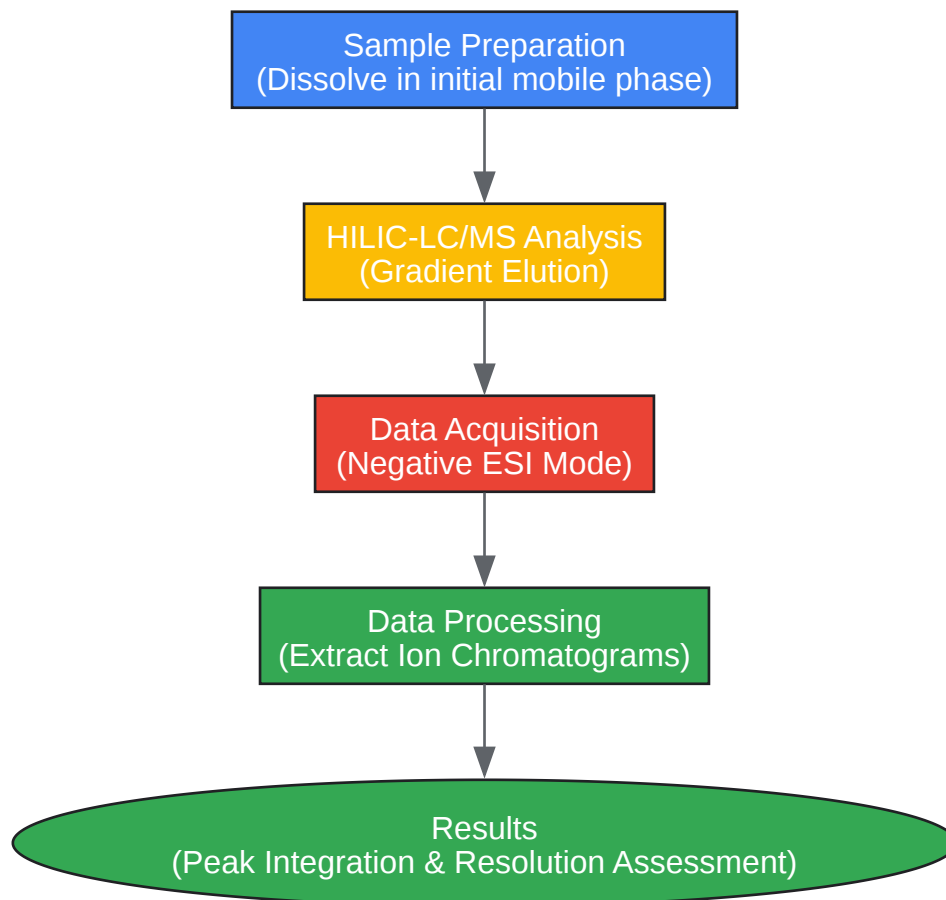 Sample Preparation
(Dissolve in initial mobile phase)
HILIC-LC/MS Analysis
(Gradient Elution)
Data Acquisition
(Negative ESI Mode)
Data Processing
(Extract Ion Chromatograms)
Results
(Peak Integration & Resolution Assessment)